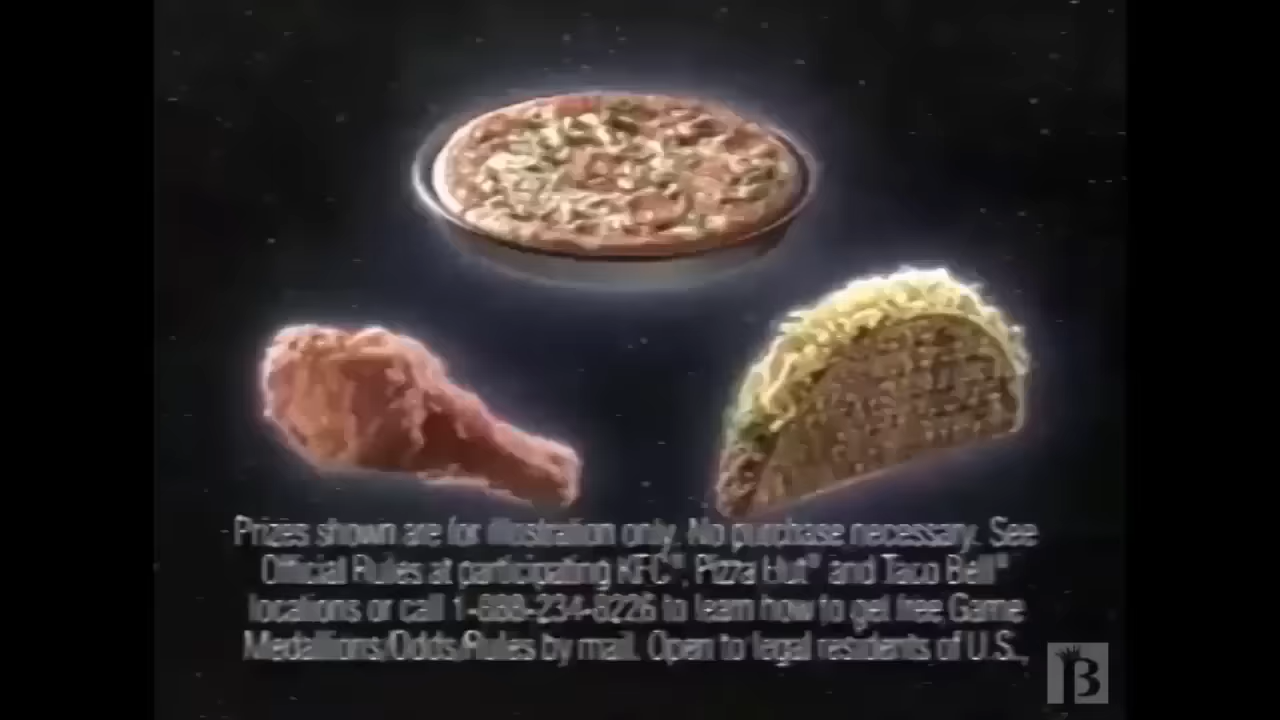 Prizes shown are for illustration only. No purchase necessary. See
Official Rules at participating KFC®, Pizza Hut® and Taco Bell®
locations or call 1-888-234-6226 to learn how to get free Game
Medallions/Odds/Rules by mail. Open to legal residents of U.S.,
B